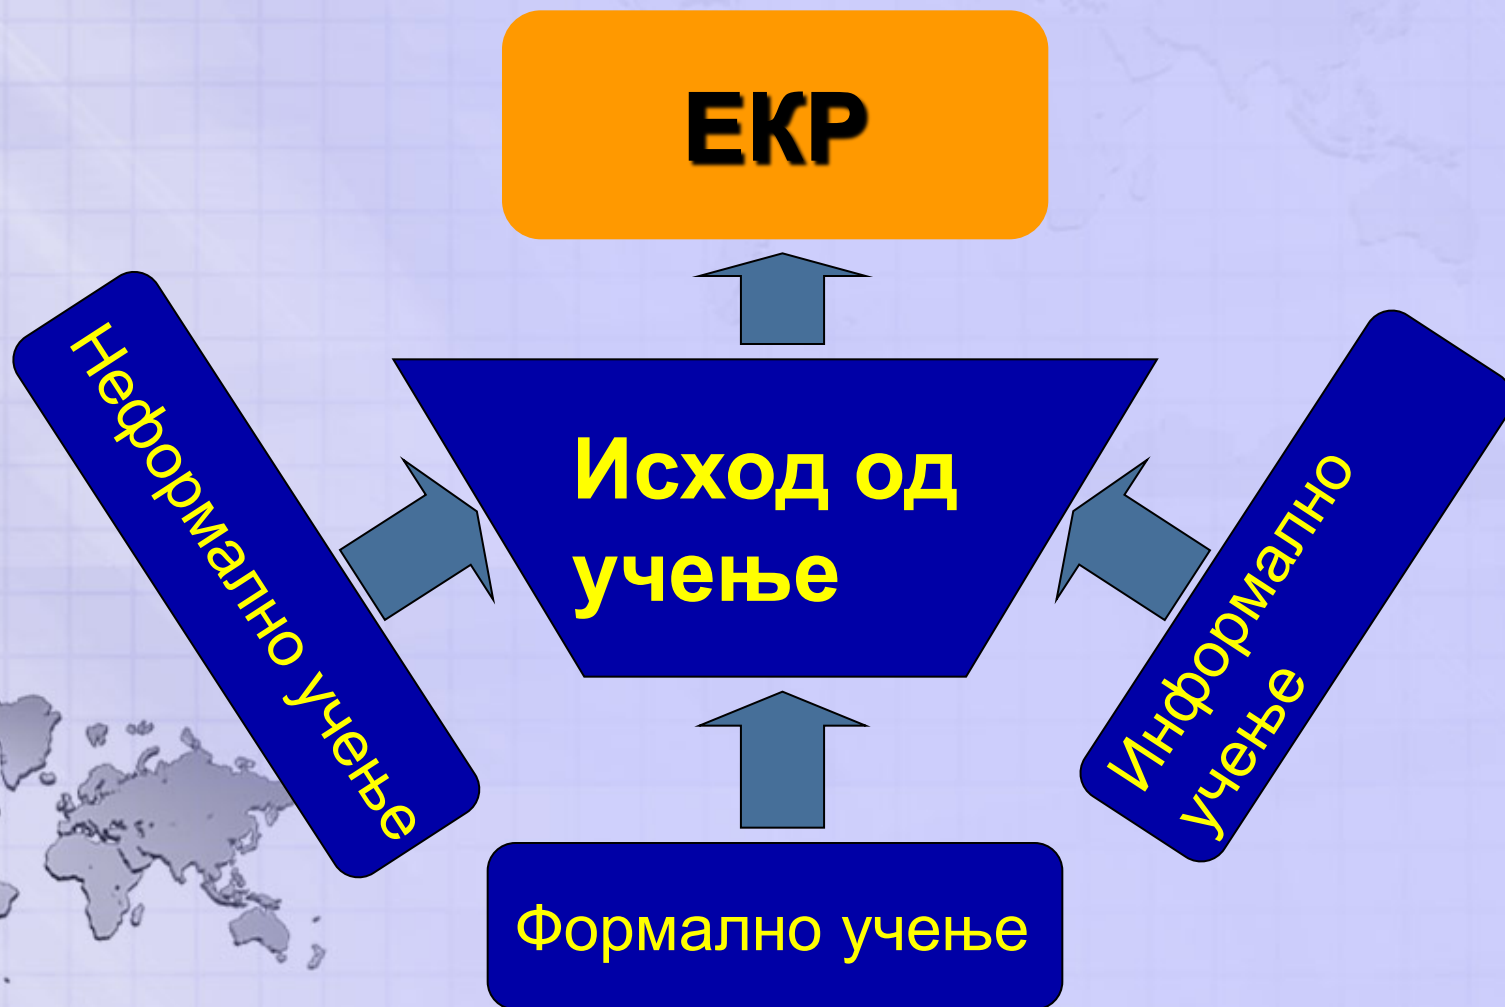 ЕКР
Неформално учење
Исход од
учење
Информално
учење
Формално учење